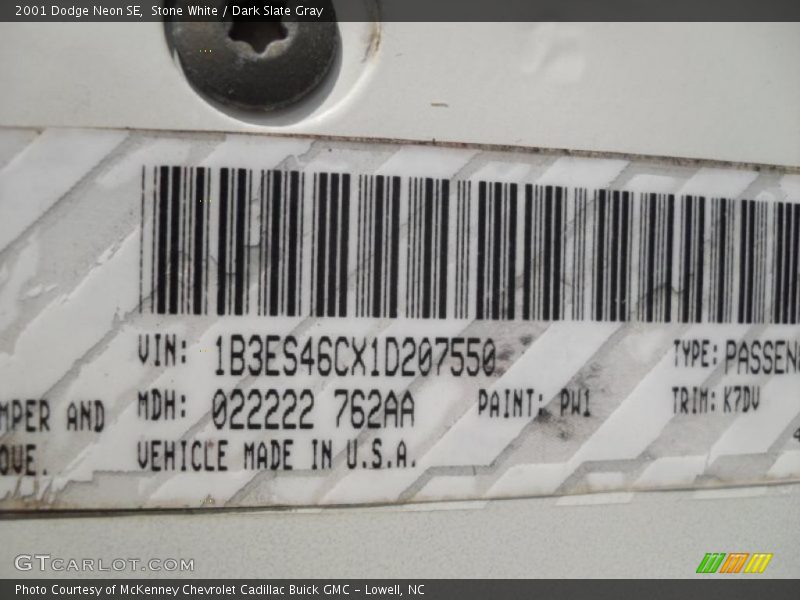 2001 Dodge Neon SE,  Stone White / Dark Slate Gray
VIN: 1B3ES46CX1D207550 TYPE: PASSEN
MPER AND MDH: 022222 762AA PAINT: PW1 TRIM: K7DV
OVE. VEHICLE MADE IN U.S.A.
GTCARLOT.COM
Photo Courtesy of McKenney Chevrolet Cadillac Buick GMC - Lowell, NC